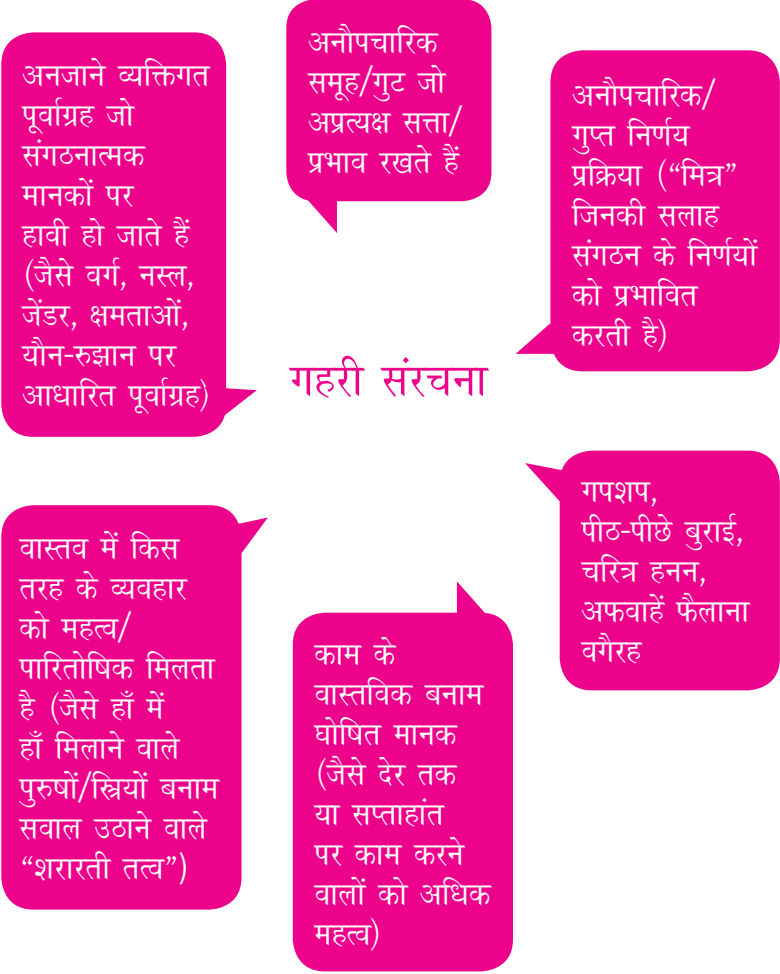 अनजाने व्यक्तिगत
पूर्वाग्रह जो
संगठनात्मक
मानकों पर
हावी हो जाते हैं
(जैसे वर्ग, नस्ल,
जेंडर, क्षमताओं,
यौन-रुझान पर
आधारित पूर्वाग्रह)
अनौपचारिक
समूह/गुट जो
अप्रत्यक्ष सत्ता/
प्रभाव रखते हैं
अनौपचारिक/
गुप्त निर्णय
प्रक्रिया (“मित्र”
जिनकी सलाह
संगठन के निर्णयों
को प्रभावित
करती है)
गहरी संरचना
वास्तव में किस
तरह के व्यवहार
को महत्व/
पारितोषिक मिलता
है (जैसे हाँ में
हाँ मिलाने वाले
पुरुषों/स्त्रियों बनाम
सवाल उठाने वाले
“शरारती तत्व”)
काम के
वास्तविक बनाम
घोषित मानक
(जैसे देर तक
या सप्ताहांत
पर काम करने
वालों को अधिक
महत्व)
गपशप,
पीठ-पीछे बुराई,
चरित्र हनन,
अफवाहें फैलाना
वगैरह